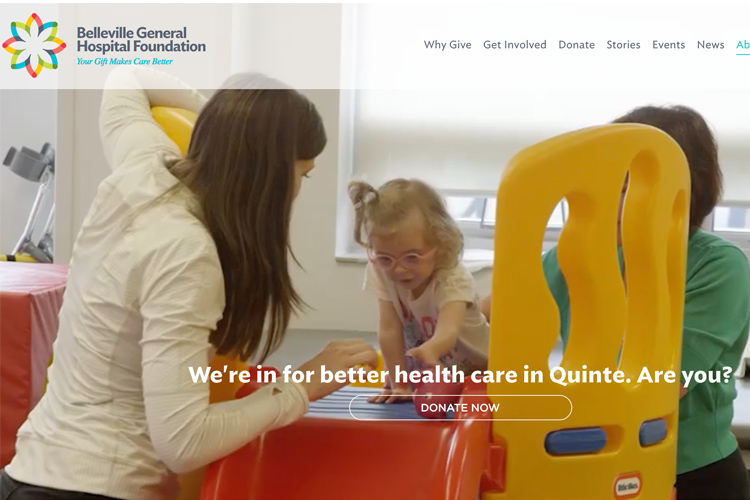 Belleville General
Hospital Foundation
Your Gift Makes Care Better
Why Give Get Involved Donate Stories Events News Ab
We're in for better health care in Quinte. Are you?
DONATE NOW
little tikes